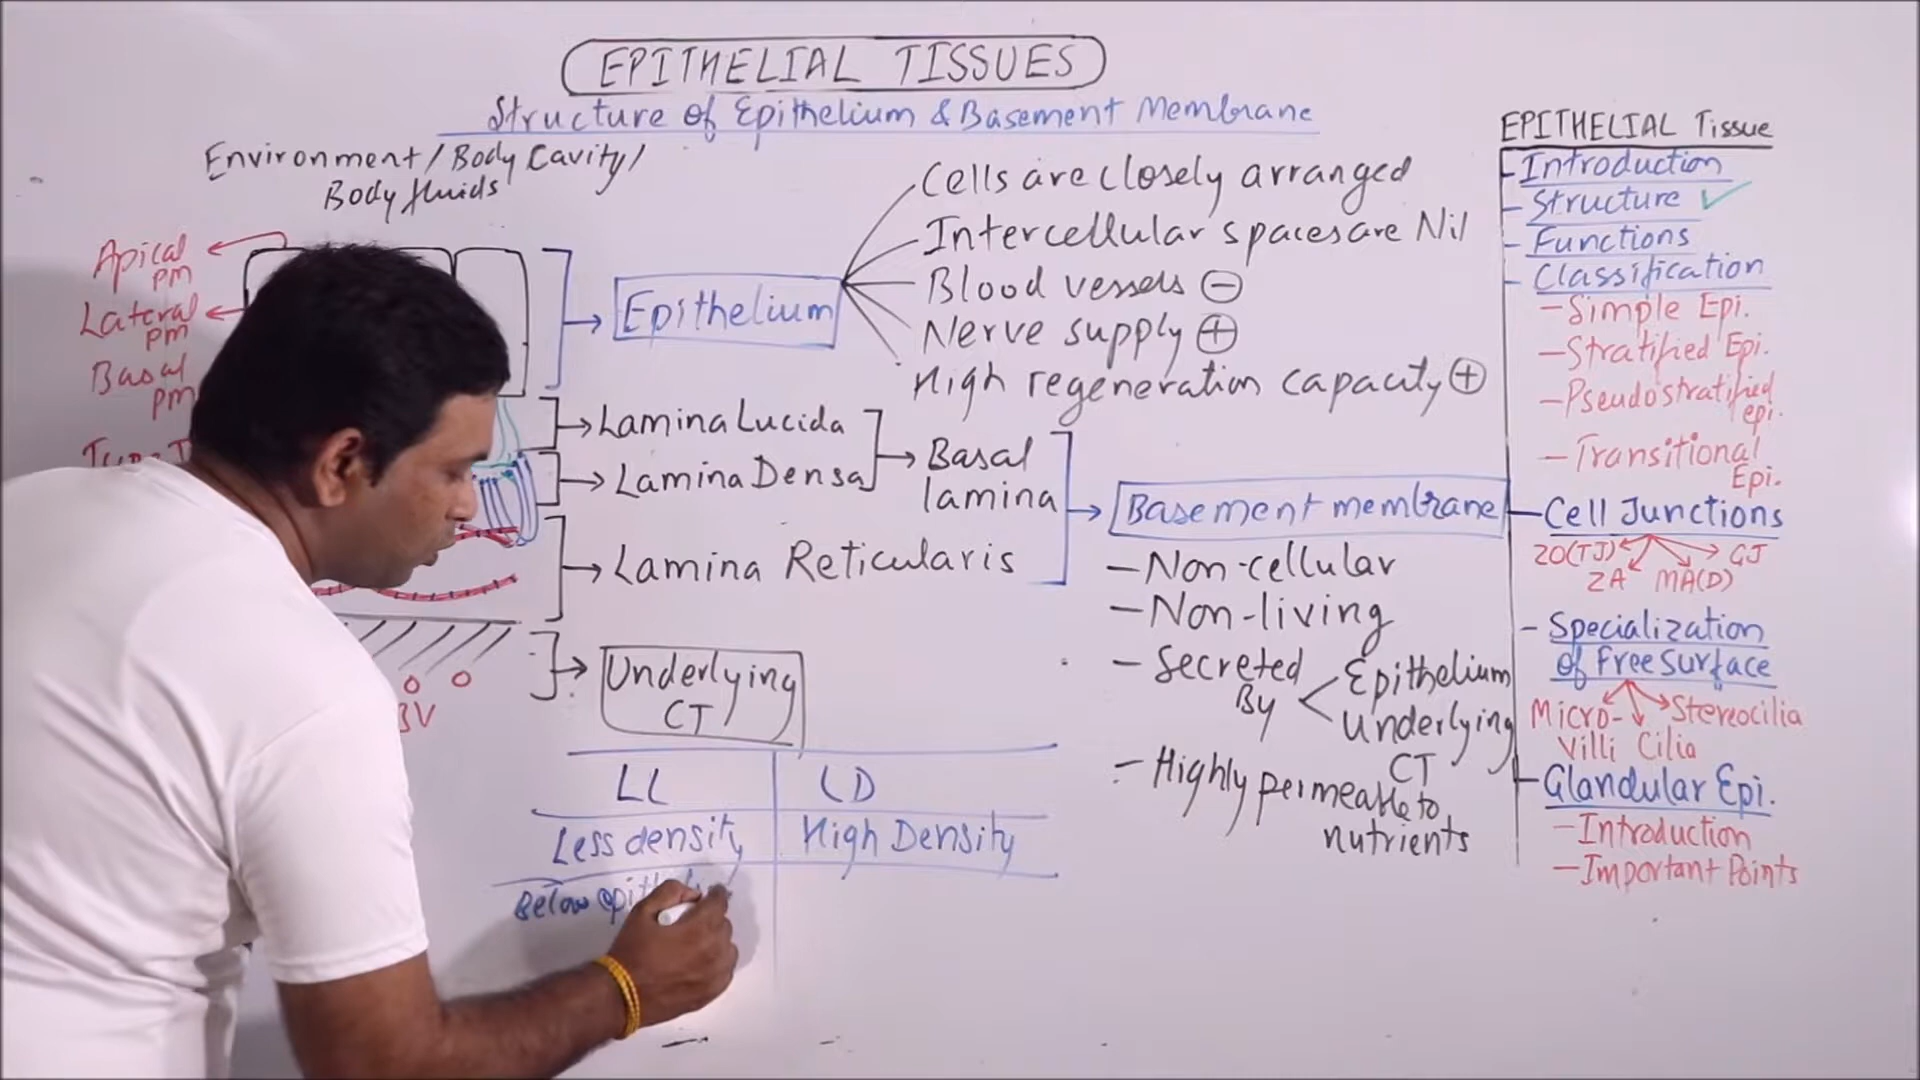 EPITHELIAL TISSUES
Structure of Epithelium & Basement Membrane
Environment/Body Cavity/
Body fluids
Apical
PM
Lateral
PM
Basal
PM
BV
Epithelium
Cells are closely arranged
Intercellular spaces are Nil
Blood vessels ⊖
Nerve supply ⊕
High regeneration capacity ⊕
Lamina Lucida
Lamina Densa
Basal
lamina
Lamina Reticularis
Underlying
CT
Basement membrane
- Non-cellular
- Non-living
- Secreted
By
Epithelium
Underlying
CT
- Highly permeable to
nutrients
LL
LD
Less density
High Density
Below
EPITHELIAL Tissue
- Introduction
- Structure ✓
- Functions
- Classification
- Simple Epi.
- Stratified Epi.
- Pseudostratified
epi.
- Transitional
Epi.
- Cell Junctions
ZO(TJ)
ZA
MA(D)
GJ
- Specialization
of Free Surface
Micro-
Villi
Cilia
Stereocilia
- Glandular Epi.
- Introduction
- Important Points